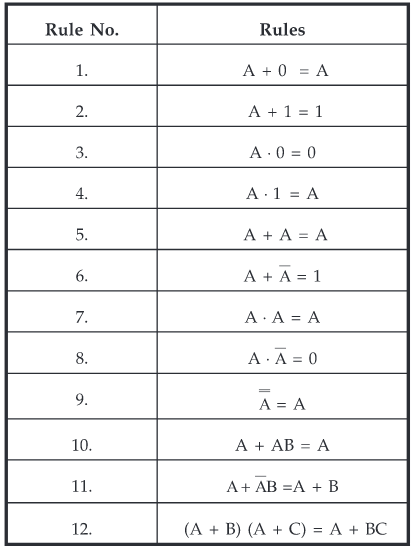 Rule No. Rules
1. A + 0 = A
2. A + 1 = 1
3. A · 0 = 0
4. A · 1 = A
5. A + A = A
6. A + A̅ = 1
7. A · A = A
8. A · A̅ = 0
9. A̿ = A
10. A + AB = A
11. A + A̅B = A + B
12. (A + B) (A + C) = A + BC